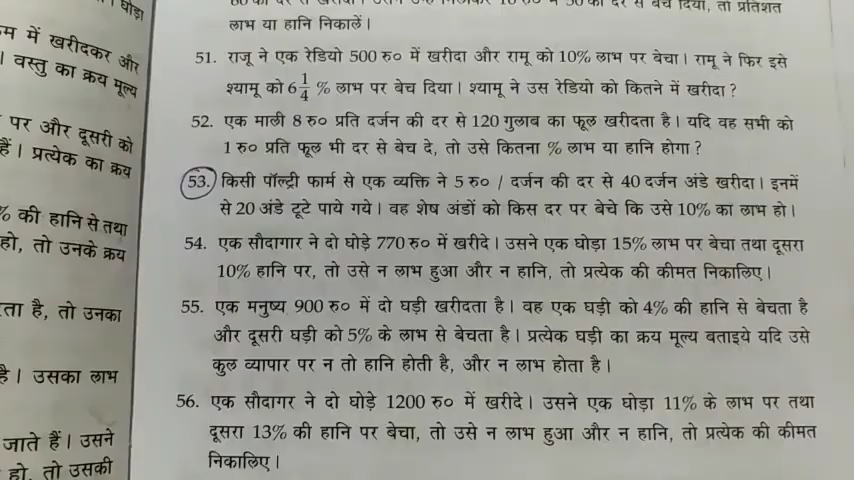 घोड़ा
म में खरीदकर और
। वस्तु का क्रय मूल्य
पर और दूसरी को
हैं। प्रत्येक का क्रय
% की हानि से तथा
हो, तो उनके क्रय
ता है, तो उनका
है। उसका लाभ
जाते हैं। उसने
हो, तो उसकी
की दर से बेच दिया, तो प्रतिशत
लाभ या हानि निकालें।
51. राजू ने एक रेडियो 500 रु० में खरीदा और रामू को 10% लाभ पर बेचा। रामू ने फिर इसे
श्यामू को 6 1/4 % लाभ पर बेच दिया। श्यामू ने उस रेडियो को कितने में खरीदा ?
52. एक माली 8 रु० प्रति दर्जन की दर से 120 गुलाब का फूल खरीदता है। यदि वह सभी को
1 रु० प्रति फूल भी दर से बेच दे, तो उसे कितना % लाभ या हानि होगा ?
53. किसी पॉल्ट्री फार्म से एक व्यक्ति ने 5 रु० / दर्जन की दर से 40 दर्जन अंडे खरीदा। इनमें
से 20 अंडे टूटे पाये गये। वह शेष अंडों को किस दर पर बेचे कि उसे 10% का लाभ हो।
54. एक सौदागार ने दो घोड़े 770 रु० में खरीदे। उसने एक घोड़ा 15% लाभ पर बेचा तथा दूसरा
10% हानि पर, तो उसे न लाभ हुआ और न हानि, तो प्रत्येक की कीमत निकालिए।
55. एक मनुष्य 900 रु० में दो घड़ी खरीदता है। वह एक घड़ी को 4% की हानि से बेचता है
और दूसरी घड़ी को 5% के लाभ से बेचता है। प्रत्येक घड़ी का क्रय मूल्य बताइये यदि उसे
कुल व्यापार पर न तो हानि होती है, और न लाभ होता है।
56. एक सौदागर ने दो घोड़े 1200 रु० में खरीदे। उसने एक घोड़ा 11% के लाभ पर तथा
दूसरा 13% की हानि पर बेचा, तो उसे न लाभ हुआ और न हानि, तो प्रत्येक की कीमत
निकालिए।